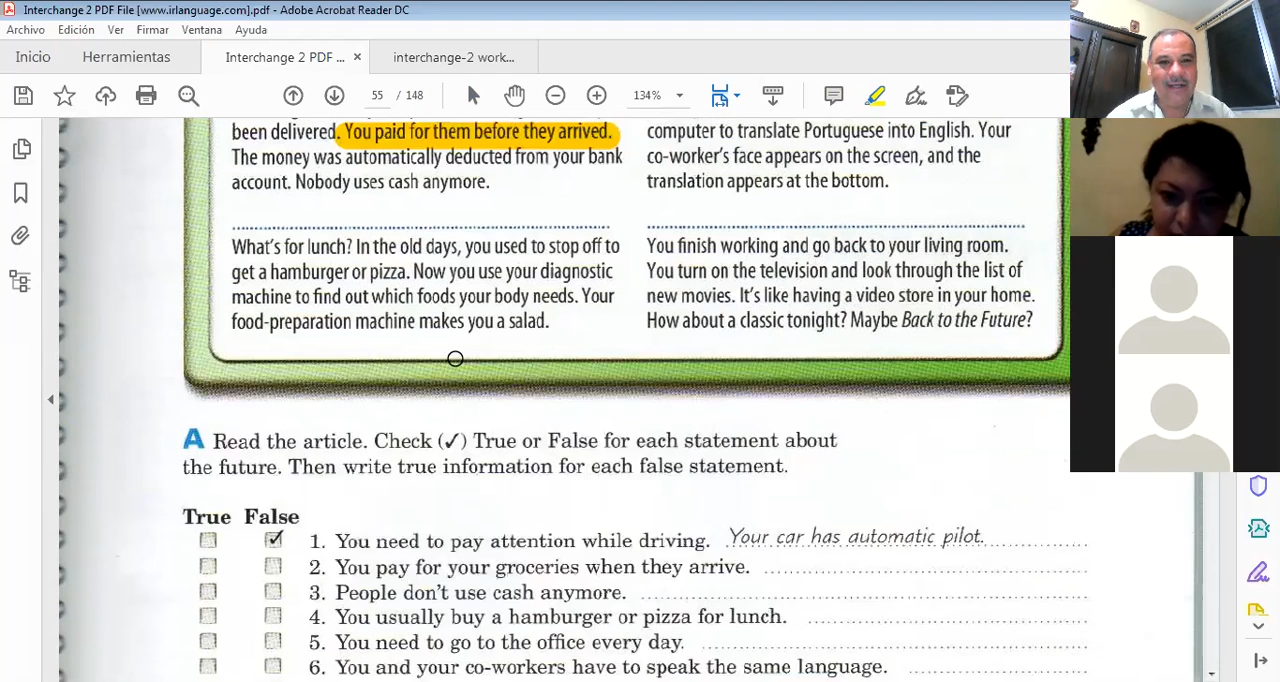 Interchange 2 PDF File [www.irlanguage.com].pdf - Adobe Acrobat Reader DC
Archivo Edición Ver Firmar Ventana Ayuda
Inicio Herramientas Interchange 2 PDF ... × interchange-2 work...
55 / 148 134%
been delivered. You paid for them before they arrived.
The money was automatically deducted from your bank
account. Nobody uses cash anymore.
What's for lunch? In the old days, you used to stop off to
get a hamburger or pizza. Now you use your diagnostic
machine to find out which foods your body needs. Your
food-preparation machine makes you a salad.
computer to translate Portuguese into English. Your
co-worker's face appears on the screen, and the
translation appears at the bottom.
You finish working and go back to your living room.
You turn on the television and look through the list of
new movies. It's like having a video store in your home.
How about a classic tonight? Maybe Back to the Future?
A Read the article. Check (✓) True or False for each statement about
the future. Then write true information for each false statement.
True False
1. You need to pay attention while driving. Your car has automatic pilot.
2. You pay for your groceries when they arrive.
3. People don't use cash anymore.
4. You usually buy a hamburger or pizza for lunch.
5. You need to go to the office every day.
6. You and your co-workers have to speak the same language.